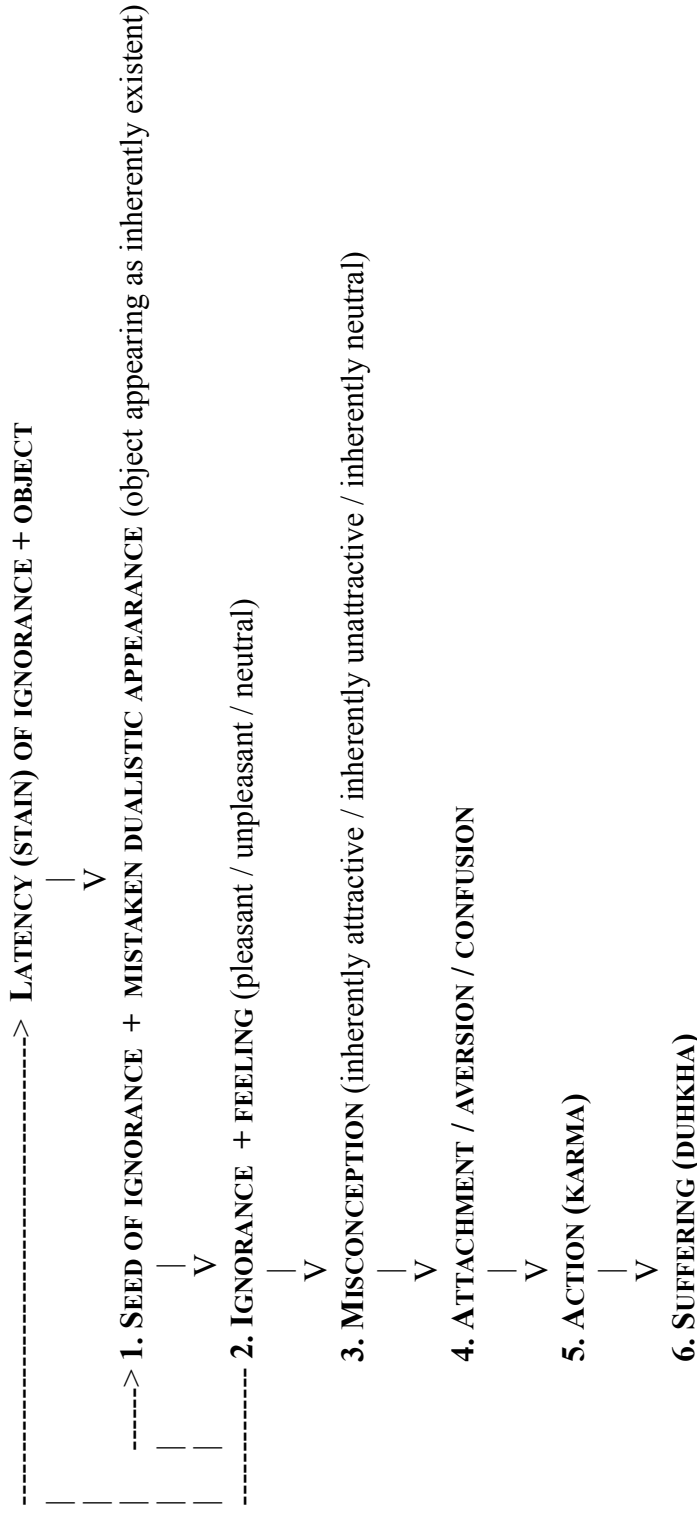 LATENCY (STAIN) OF IGNORANCE + OBJECT
1. SEED OF IGNORANCE + MISTAKEN DUALISTIC APPEARANCE (object appearing as inherently existent)
2. IGNORANCE + FEELING (pleasant / unpleasant / neutral)
3. MISCONCEPTION (inherently attractive / inherently unattractive / inherently neutral)
4. ATTACHMENT / AVERSION / CONFUSION
5. ACTION (KARMA)
6. SUFFERING (DUHKHA)